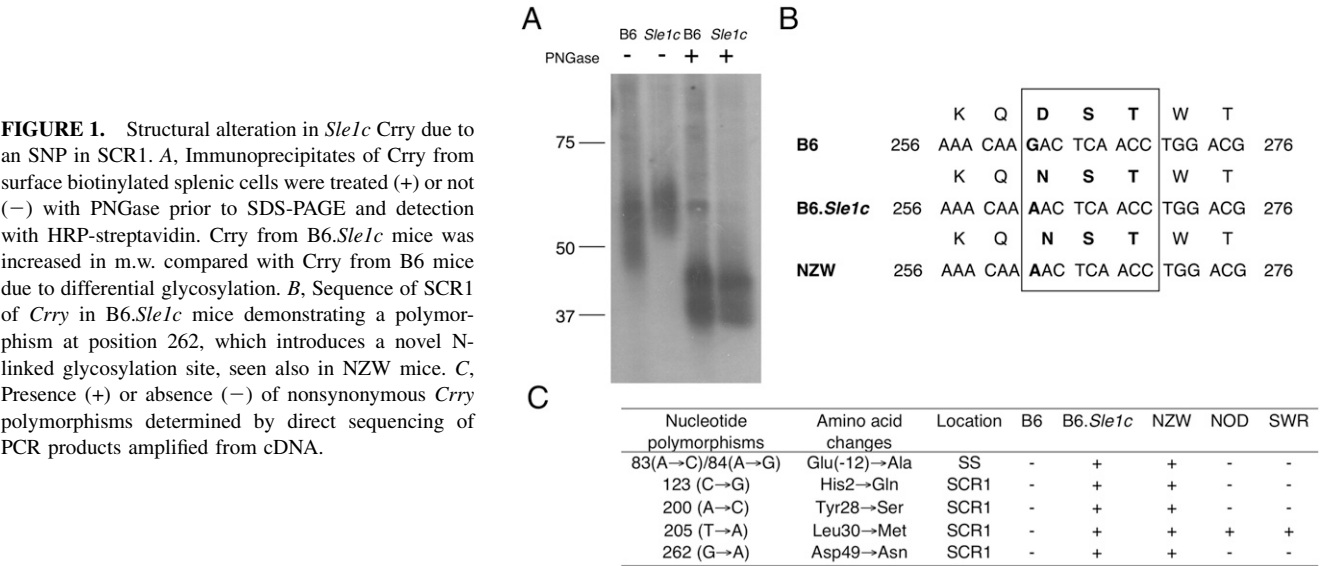 FIGURE 1. Structural alteration in Sle1c Crry due to
an SNP in SCR1. A, Immunoprecipitates of Crry from
surface biotinylated splenic cells were treated (+) or not
(−) with PNGase prior to SDS-PAGE and detection
with HRP-streptavidin. Crry from B6.Sle1c mice was
increased in m.w. compared with Crry from B6 mice
due to differential glycosylation. B, Sequence of SCR1
of Crry in B6.Sle1c mice demonstrating a polymor-
phism at position 262, which introduces a novel N-
linked glycosylation site, seen also in NZW mice. C,
Presence (+) or absence (−) of nonsynonymous Crry
polymorphisms determined by direct sequencing of
PCR products amplified from cDNA.
A
B6 Sle1c B6 Sle1c
PNGase - - + +
75
50
37
B
K Q D S T W T
B6 256 AAA CAA GAC TCA ACC TGG ACG 276
K Q N S T W T
B6.Sle1c 256 AAA CAA AAC TCA ACC TGG ACG 276
K Q N S T W T
NZW 256 AAA CAA AAC TCA ACC TGG ACG 276
C
Nucleotide Amino acid Location B6 B6.Sle1c NZW NOD SWR
polymorphisms changes
83(A→C)/84(A→G) Glu(-12)→Ala SS - + + - -
123 (C→G) His2→Gln SCR1 - + + - -
200 (A→C) Tyr28→Ser SCR1 - + + - -
205 (T→A) Leu30→Met SCR1 - + + + +
262 (G→A) Asp49→Asn SCR1 - + + - -